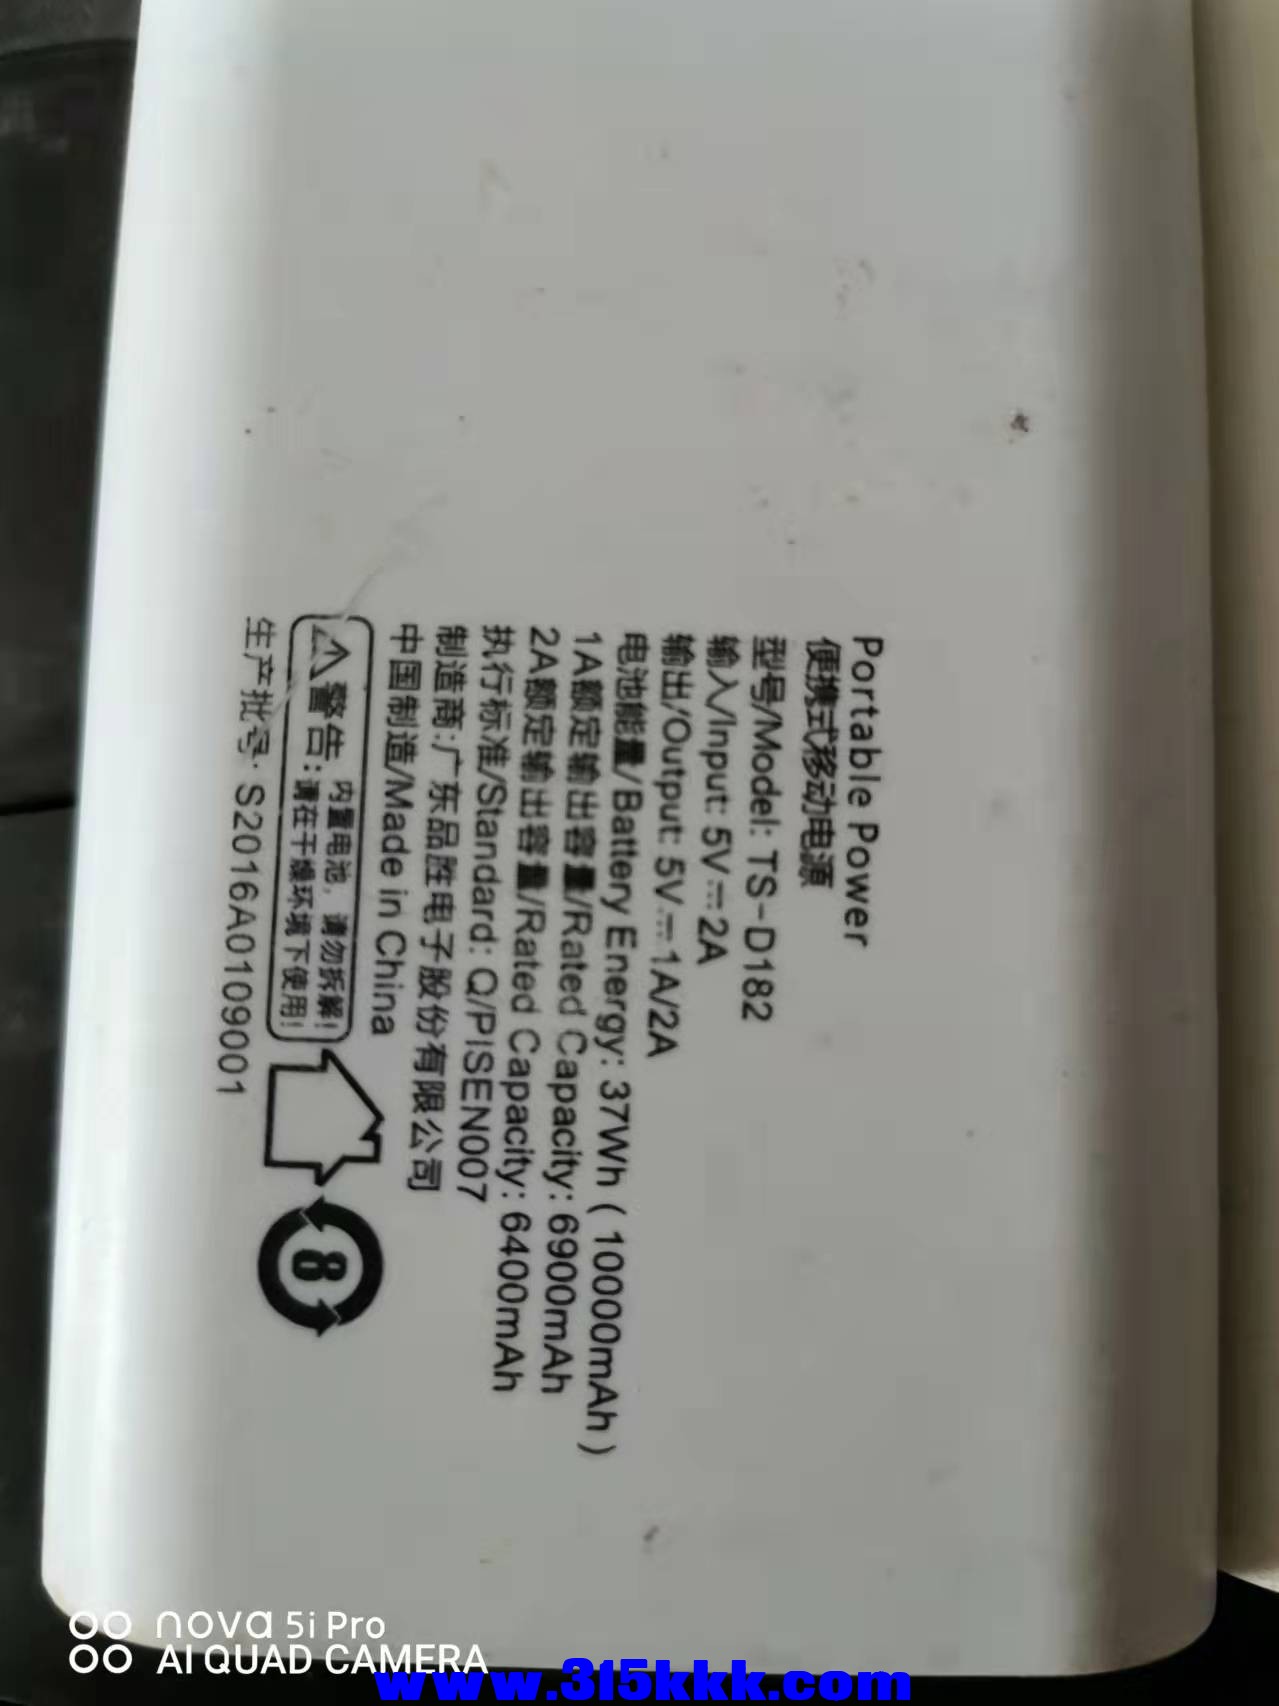 Portable Power
便携式移动电源
型号/Model: TS-D182
输入/Input: 5V⎓2A
输出/Output: 5V⎓1A/2A
电池能量/Battery Energy: 37Wh（10000mAh）
1A额定输出容量/Rated Capacity: 6900mAh
2A额定输出容量/Rated Capacity: 6400mAh
执行标准/Standard: Q/PISEN007
制造商:广东品胜电子股份有限公司
中国制造/Made in China
警告:
内置电池，请勿拆解!
请在干燥环境下使用!
8
生产批号: S2016A0109001
nova 5i Pro
AI QUAD CAMERA
www.315kkk.com